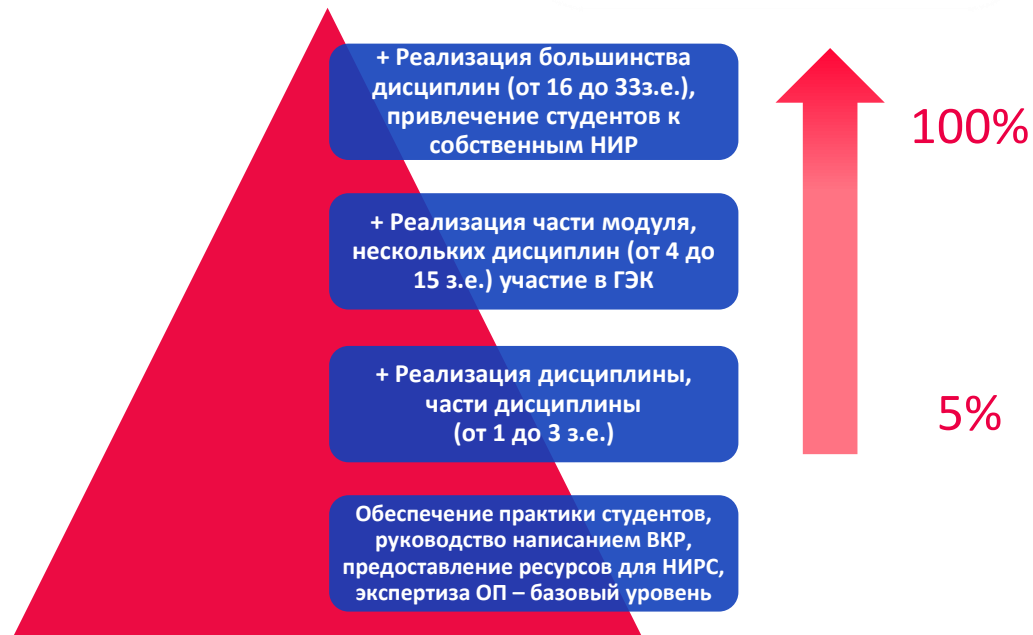 + Реализация большинства
дисциплин (от 16 до 33з.е.),
привлечение студентов к
собственным НИР
100%
+ Реализация части модуля,
нескольких дисциплин (от 4 до
15 з.е.) участие в ГЭК
+ Реализация дисциплины,
части дисциплины
(от 1 до 3 з.е.)
5%
Обеспечение практики студентов,
руководство написанием ВКР,
предоставление ресурсов для НИРС,
экспертиза ОП – базовый уровень